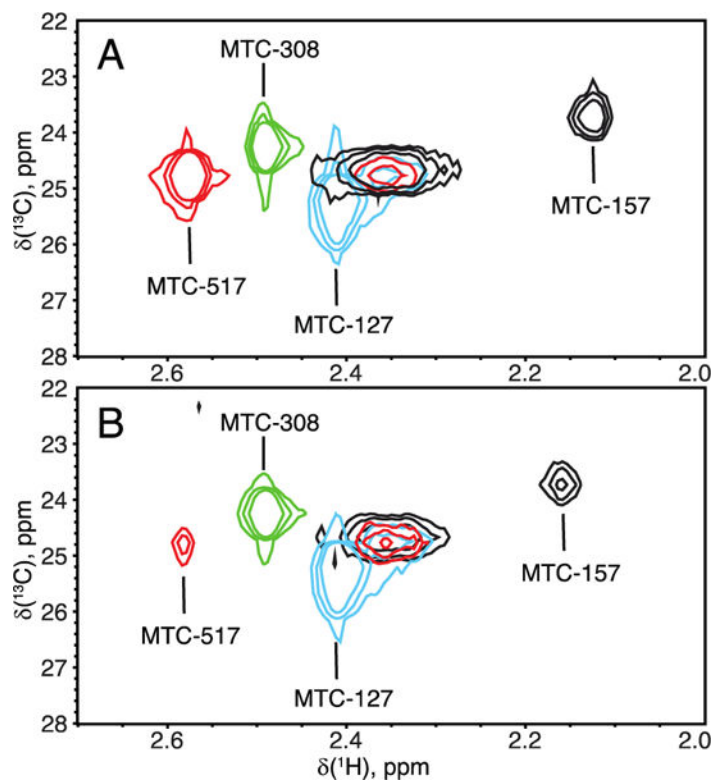 22
A
MTC-308
23
24
25
MTC-157
26
MTC-517
MTC-127
27
28
δ(¹³C), ppm
2.6
2.4
2.2
2.0
22
B
MTC-308
23
24
25
MTC-157
26
MTC-517
27
MTC-127
28
δ(¹³C), ppm
2.6
2.4
2.2
2.0
δ(¹H), ppm